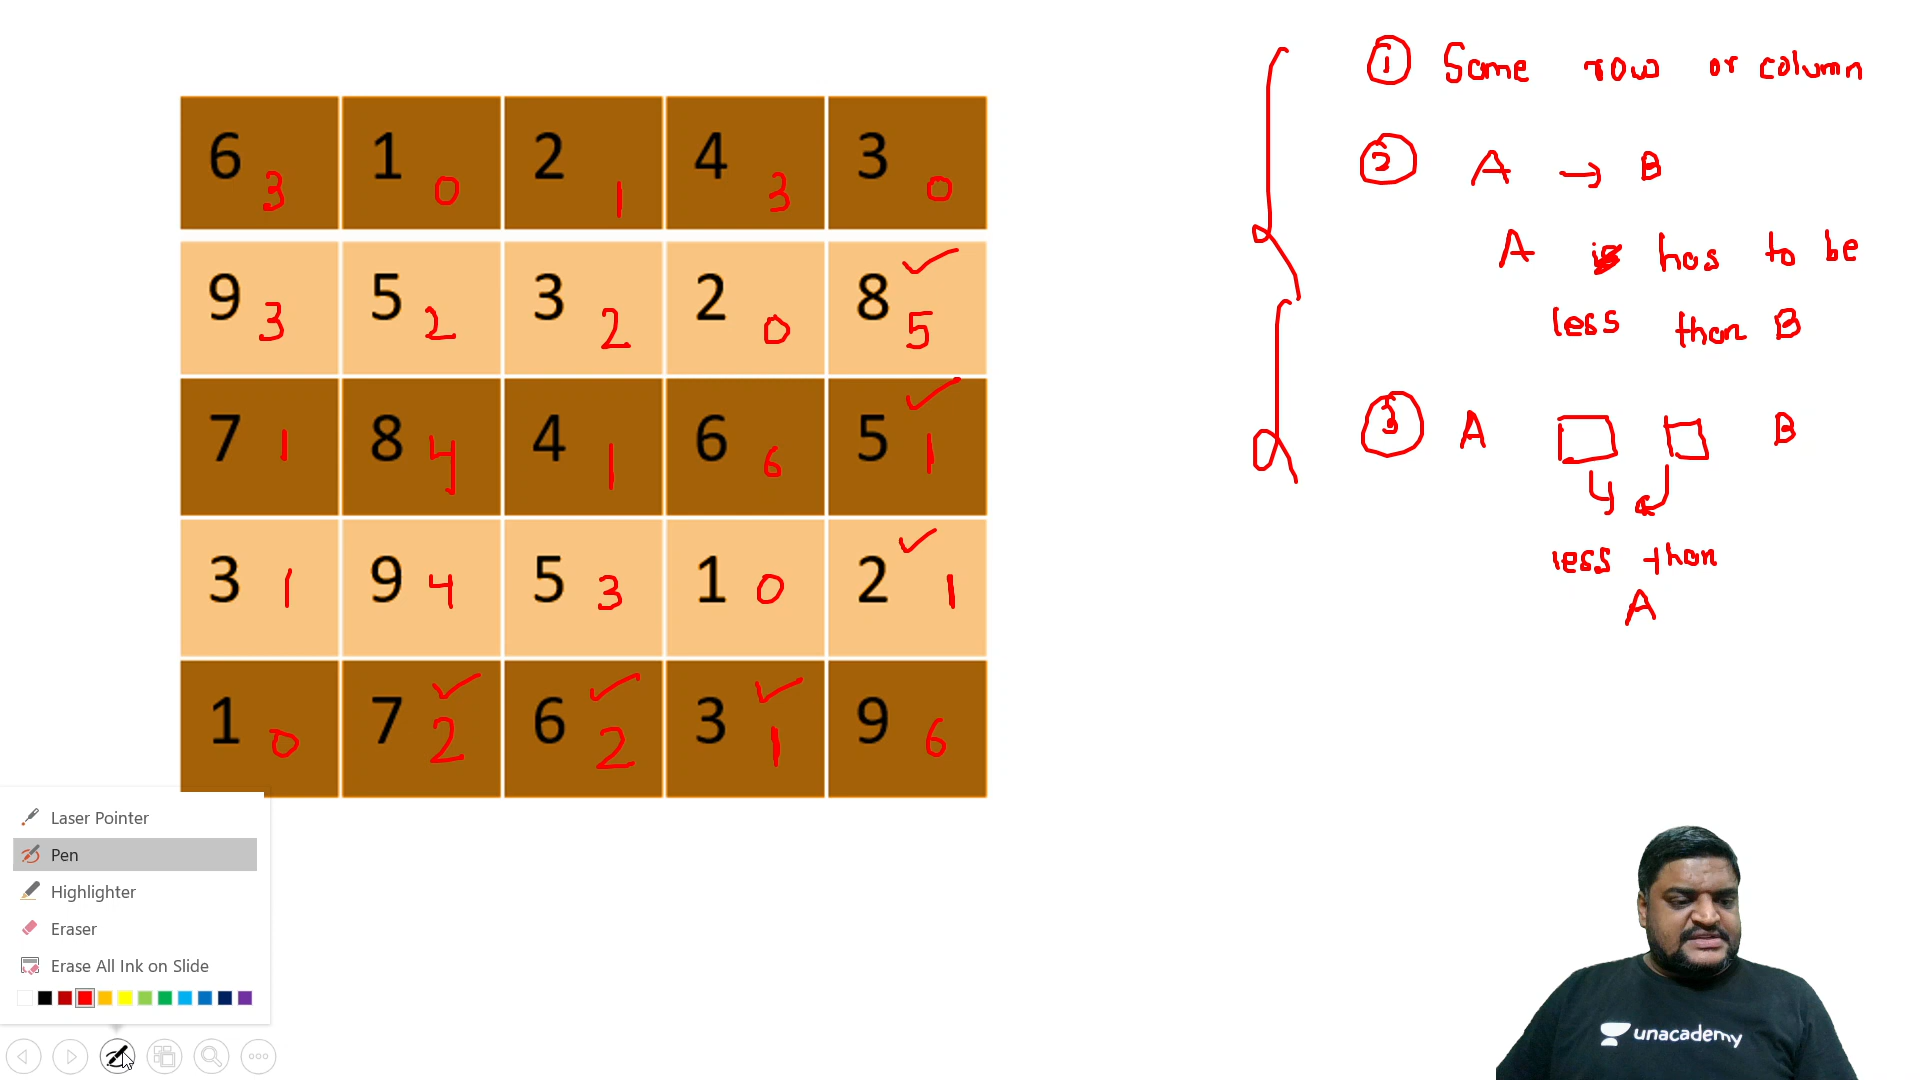 6 3 1 0 2 1 4 3 3 0
9 3 5 2 3 2 2 0 8 5
7 1 8 4 4 1 6 6 5 1
3 1 9 4 5 3 1 0 2 1
1 0 7 2 6 2 3 1 9 6
1 Same row or column
2 A → B
A has to be
less than B
3 A B
less than
A
Laser Pointer
Pen
Highlighter
Eraser
Erase All Ink on Slide
unacademy